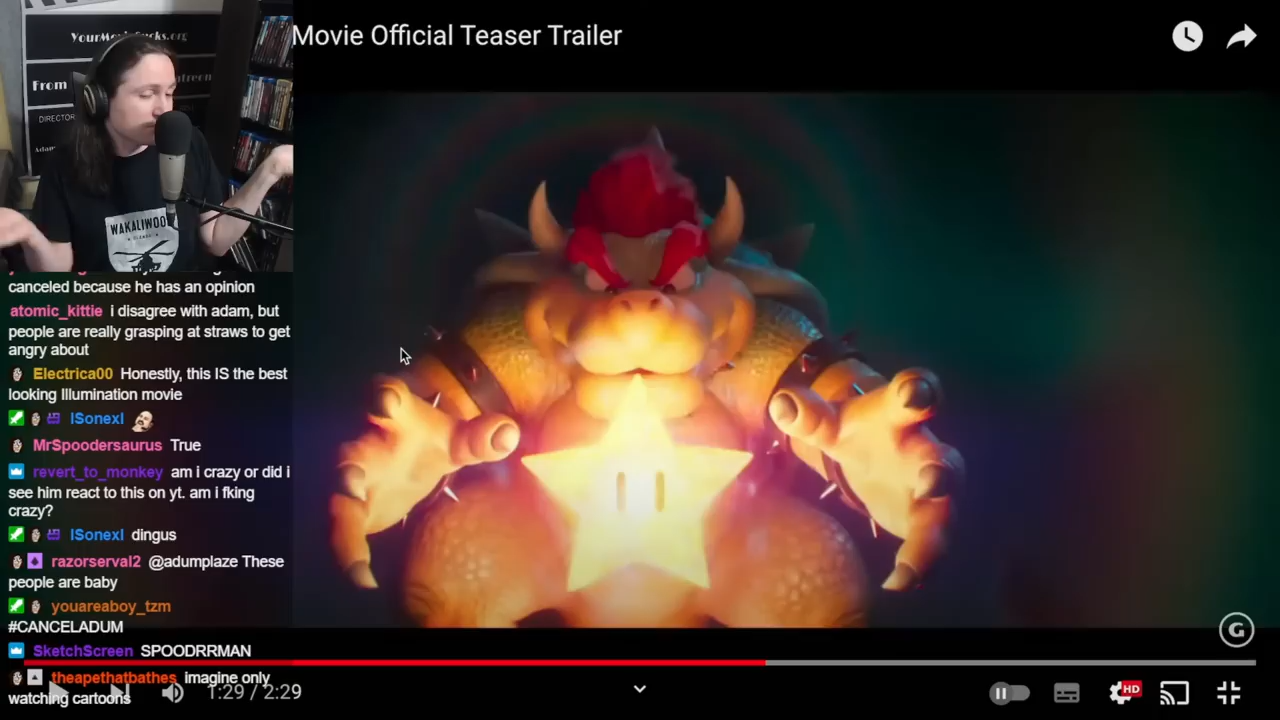 YourMovieSucks.org
Movie Official Teaser Trailer
From
DIRECTOR
WAKALIWOOD
canceled because he has an opinion
atomic_kittie i disagree with adam, but
people are really grasping at straws to get
angry about
Electrica00 Honestly, this IS the best
looking Illumination movie
ISonexI
MrSpoodersaurus True
revert_to_monkey am i crazy or did i
see him react to this on yt. am i fking
crazy?
ISonexI dingus
razorserval2 @adumplaze These
people are baby
youareaboy_tzm
#CANCELADUM
SketchScreen SPOODRRMAN
theapethatbathes imagine only
watching cartoons
1:29 / 2:29
HD
G